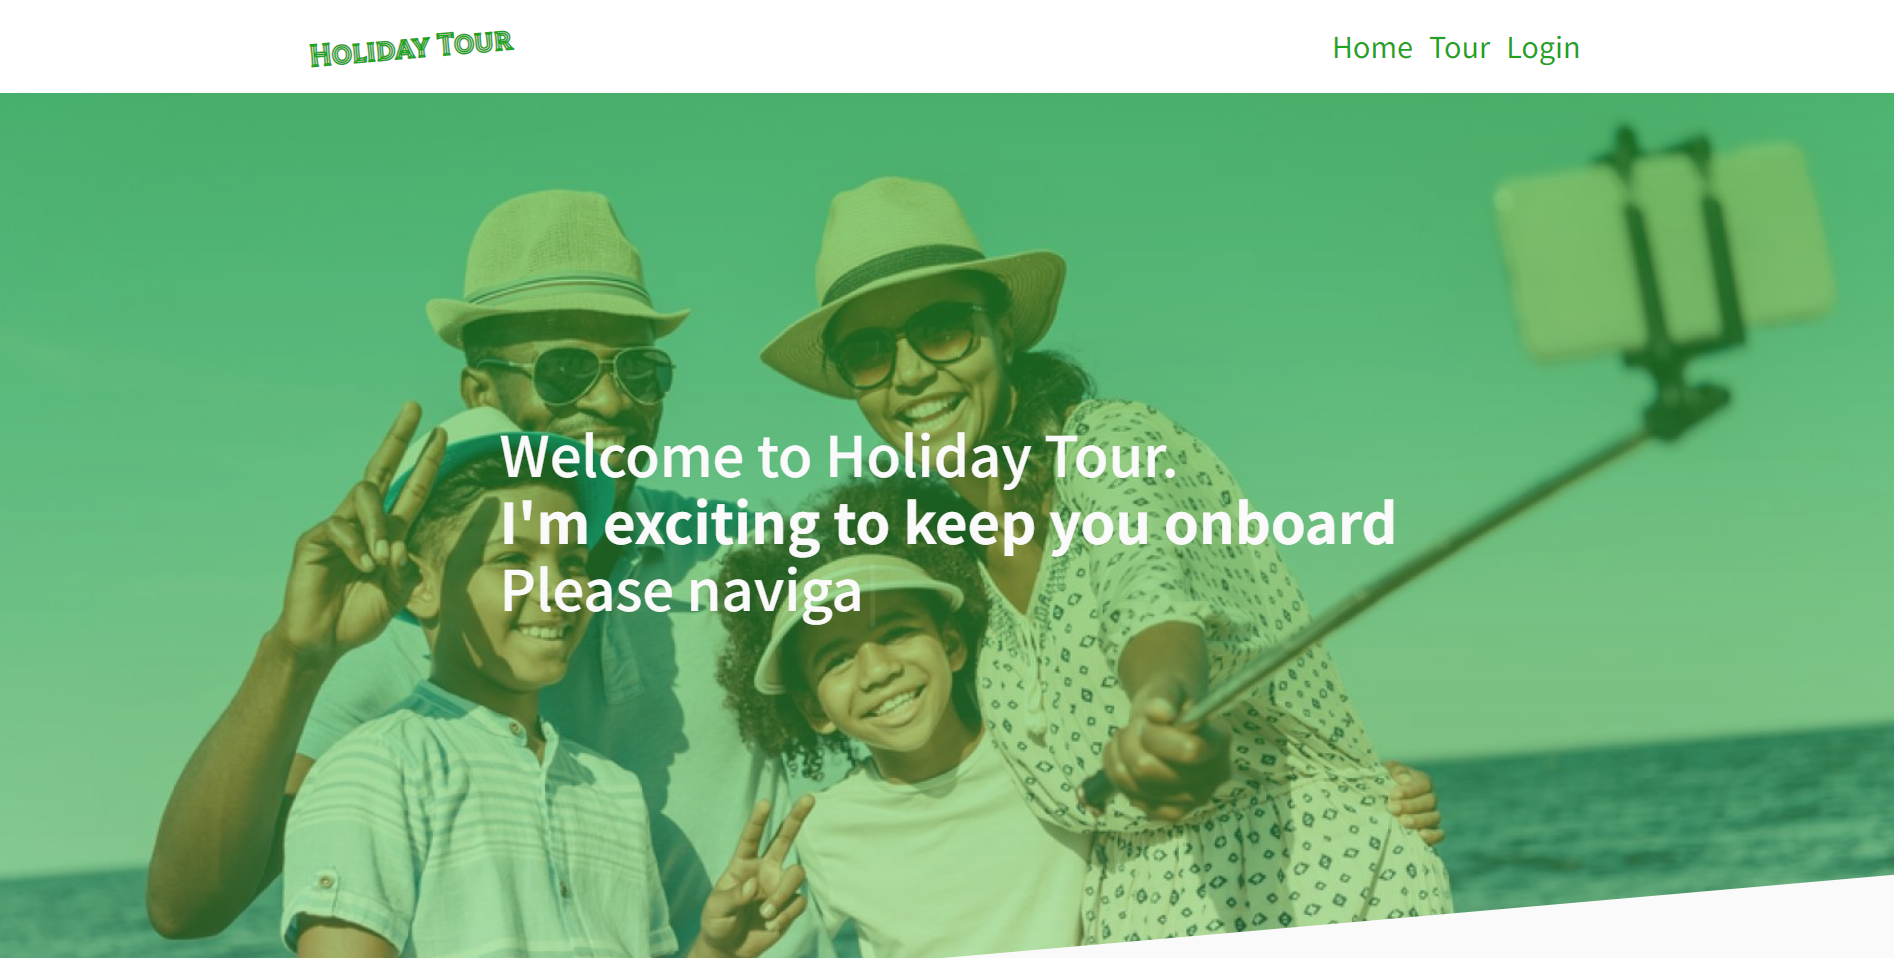 Holiday Tour
Home Tour Login
Welcome to Holiday Tour.
I'm exciting to keep you onboard
Please naviga